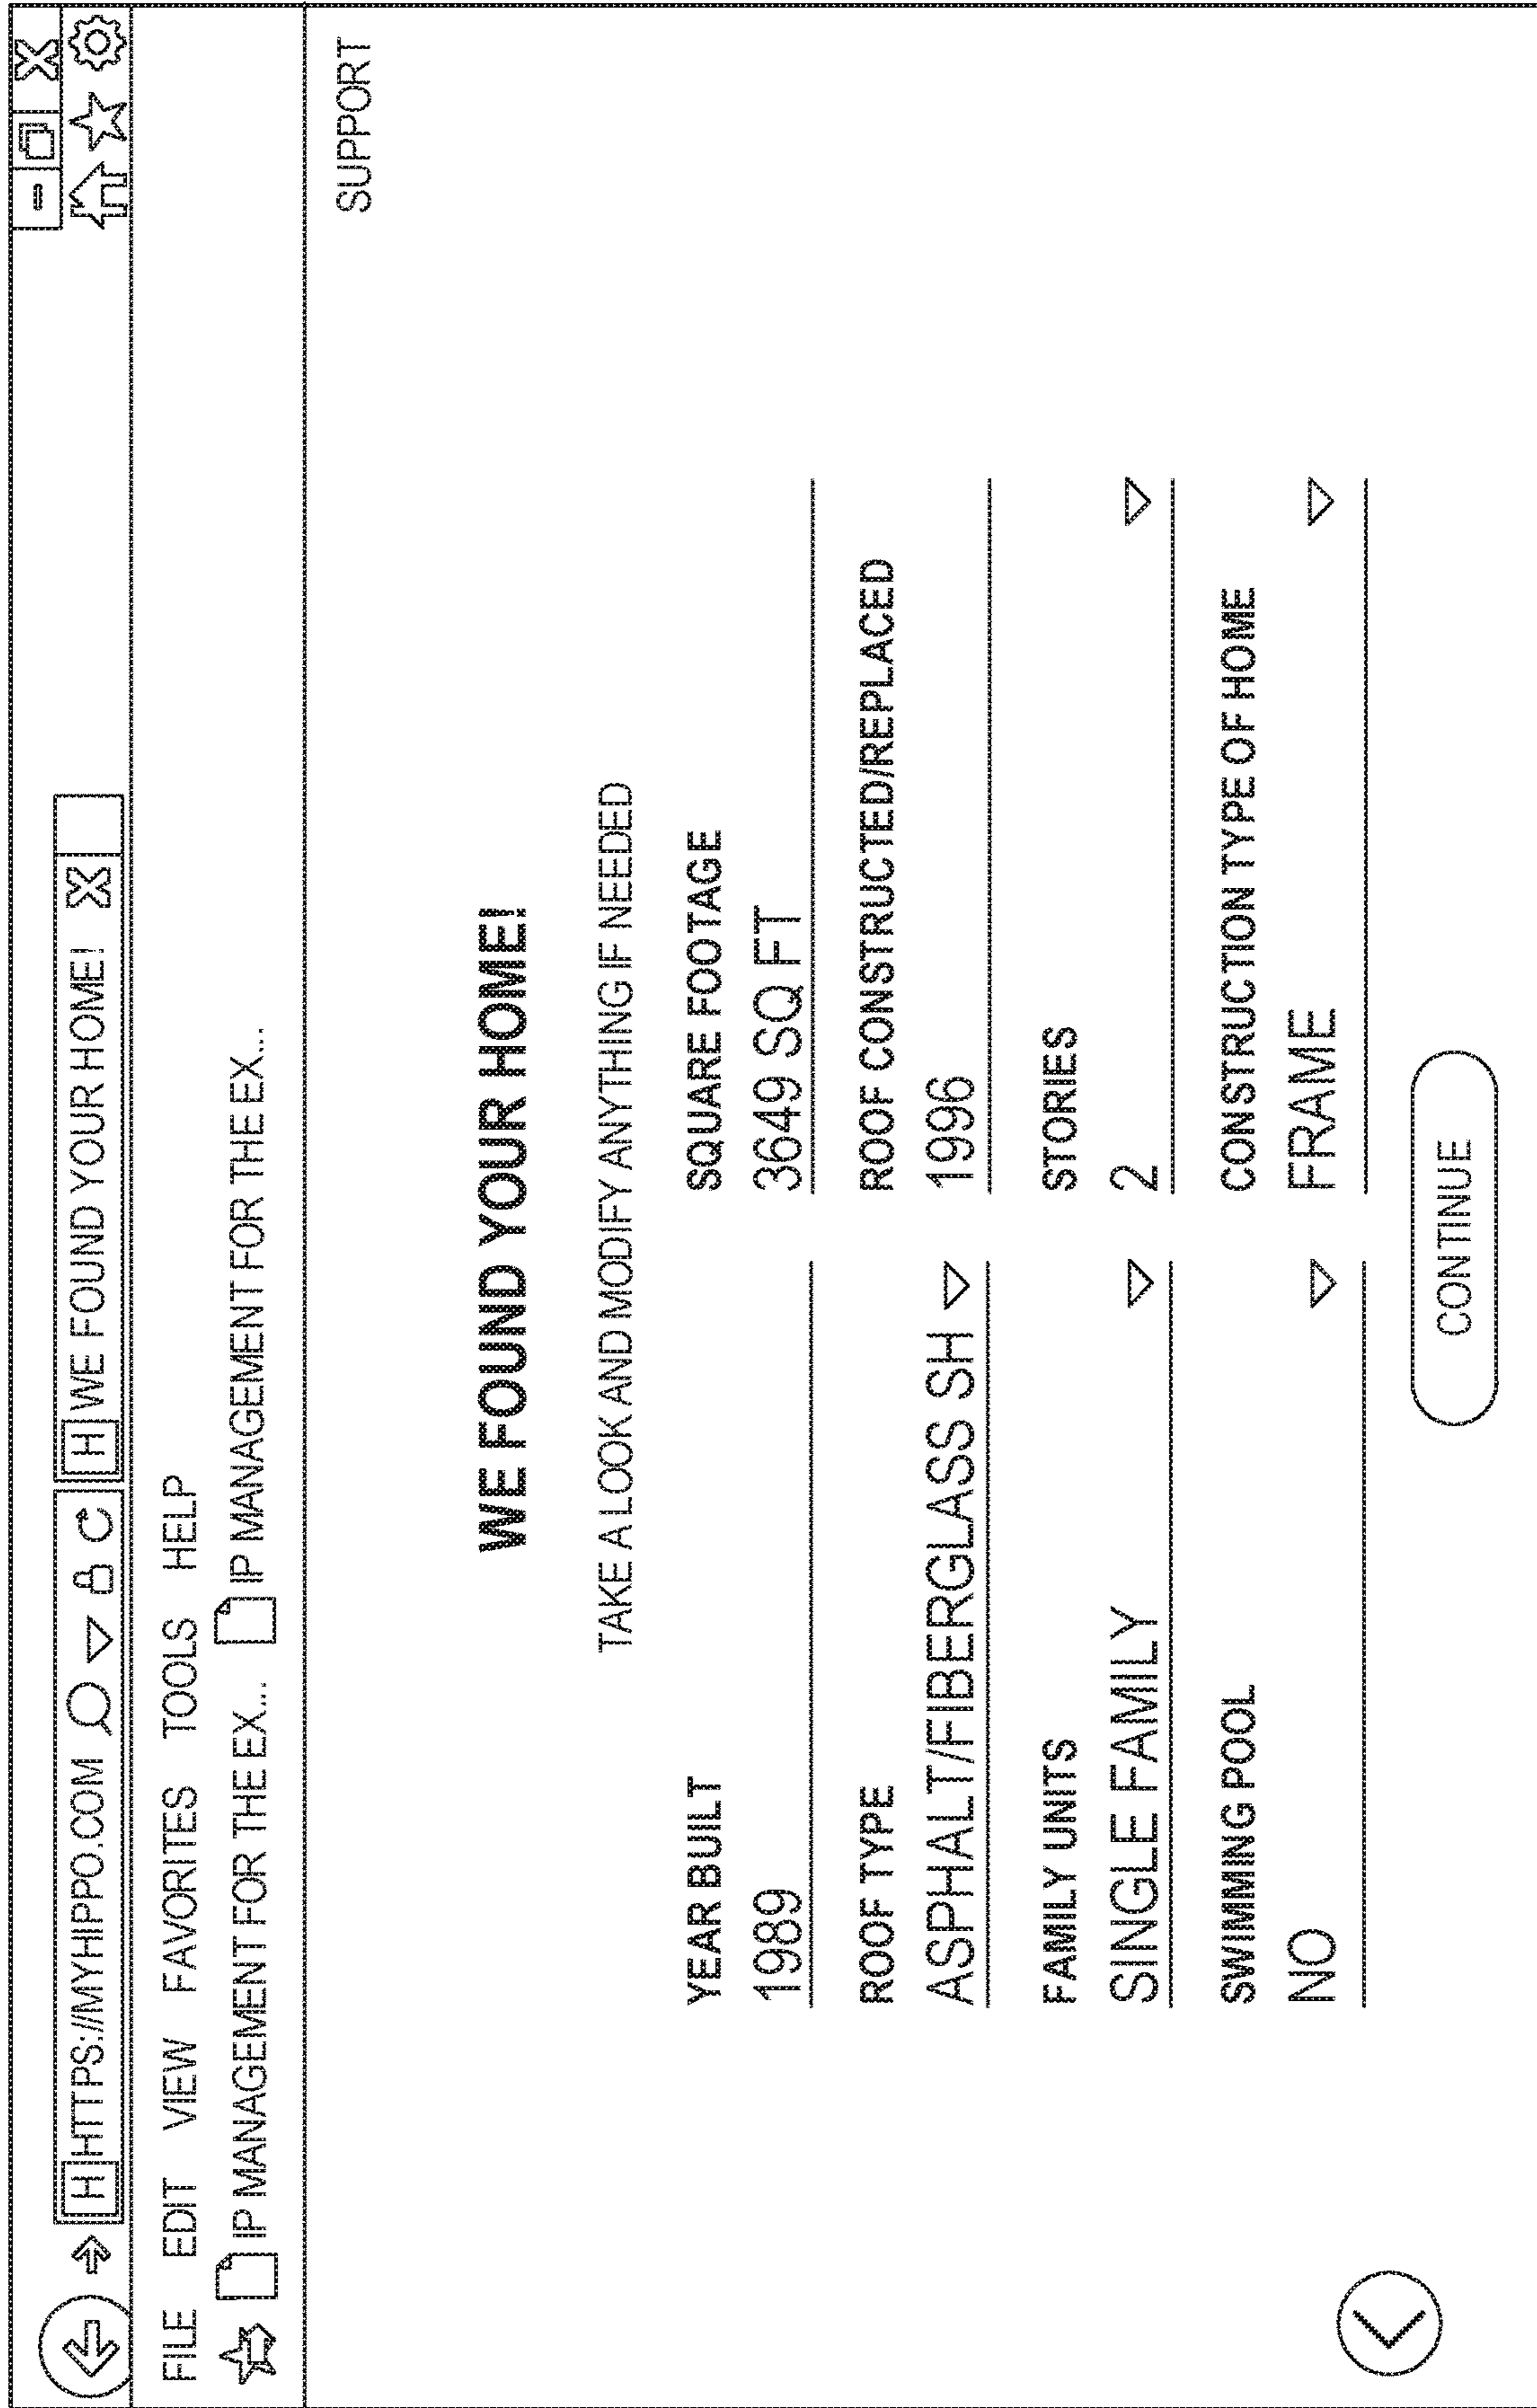 H HTTPS://MYHIPPO.COM H WE FOUND YOUR HOME! X
FILE EDIT VIEW FAVORITES TOOLS HELP
IP MANAGEMENT FOR THE EX... IP MANAGEMENT FOR THE EX...
SUPPORT
WE FOUND YOUR HOME!
TAKE A LOOK AND MODIFY ANYTHING IF NEEDED
YEAR BUILT SQUARE FOOTAGE
1989 3649 SQ FT
ROOF TYPE ROOF CONSTRUCTED/REPLACED
ASPHALT/FIBERGLASS SH 1996
FAMILY UNITS STORIES
SINGLE FAMILY 2
SWIMMING POOL CONSTRUCTION TYPE OF HOME
NO FRAME
CONTINUE